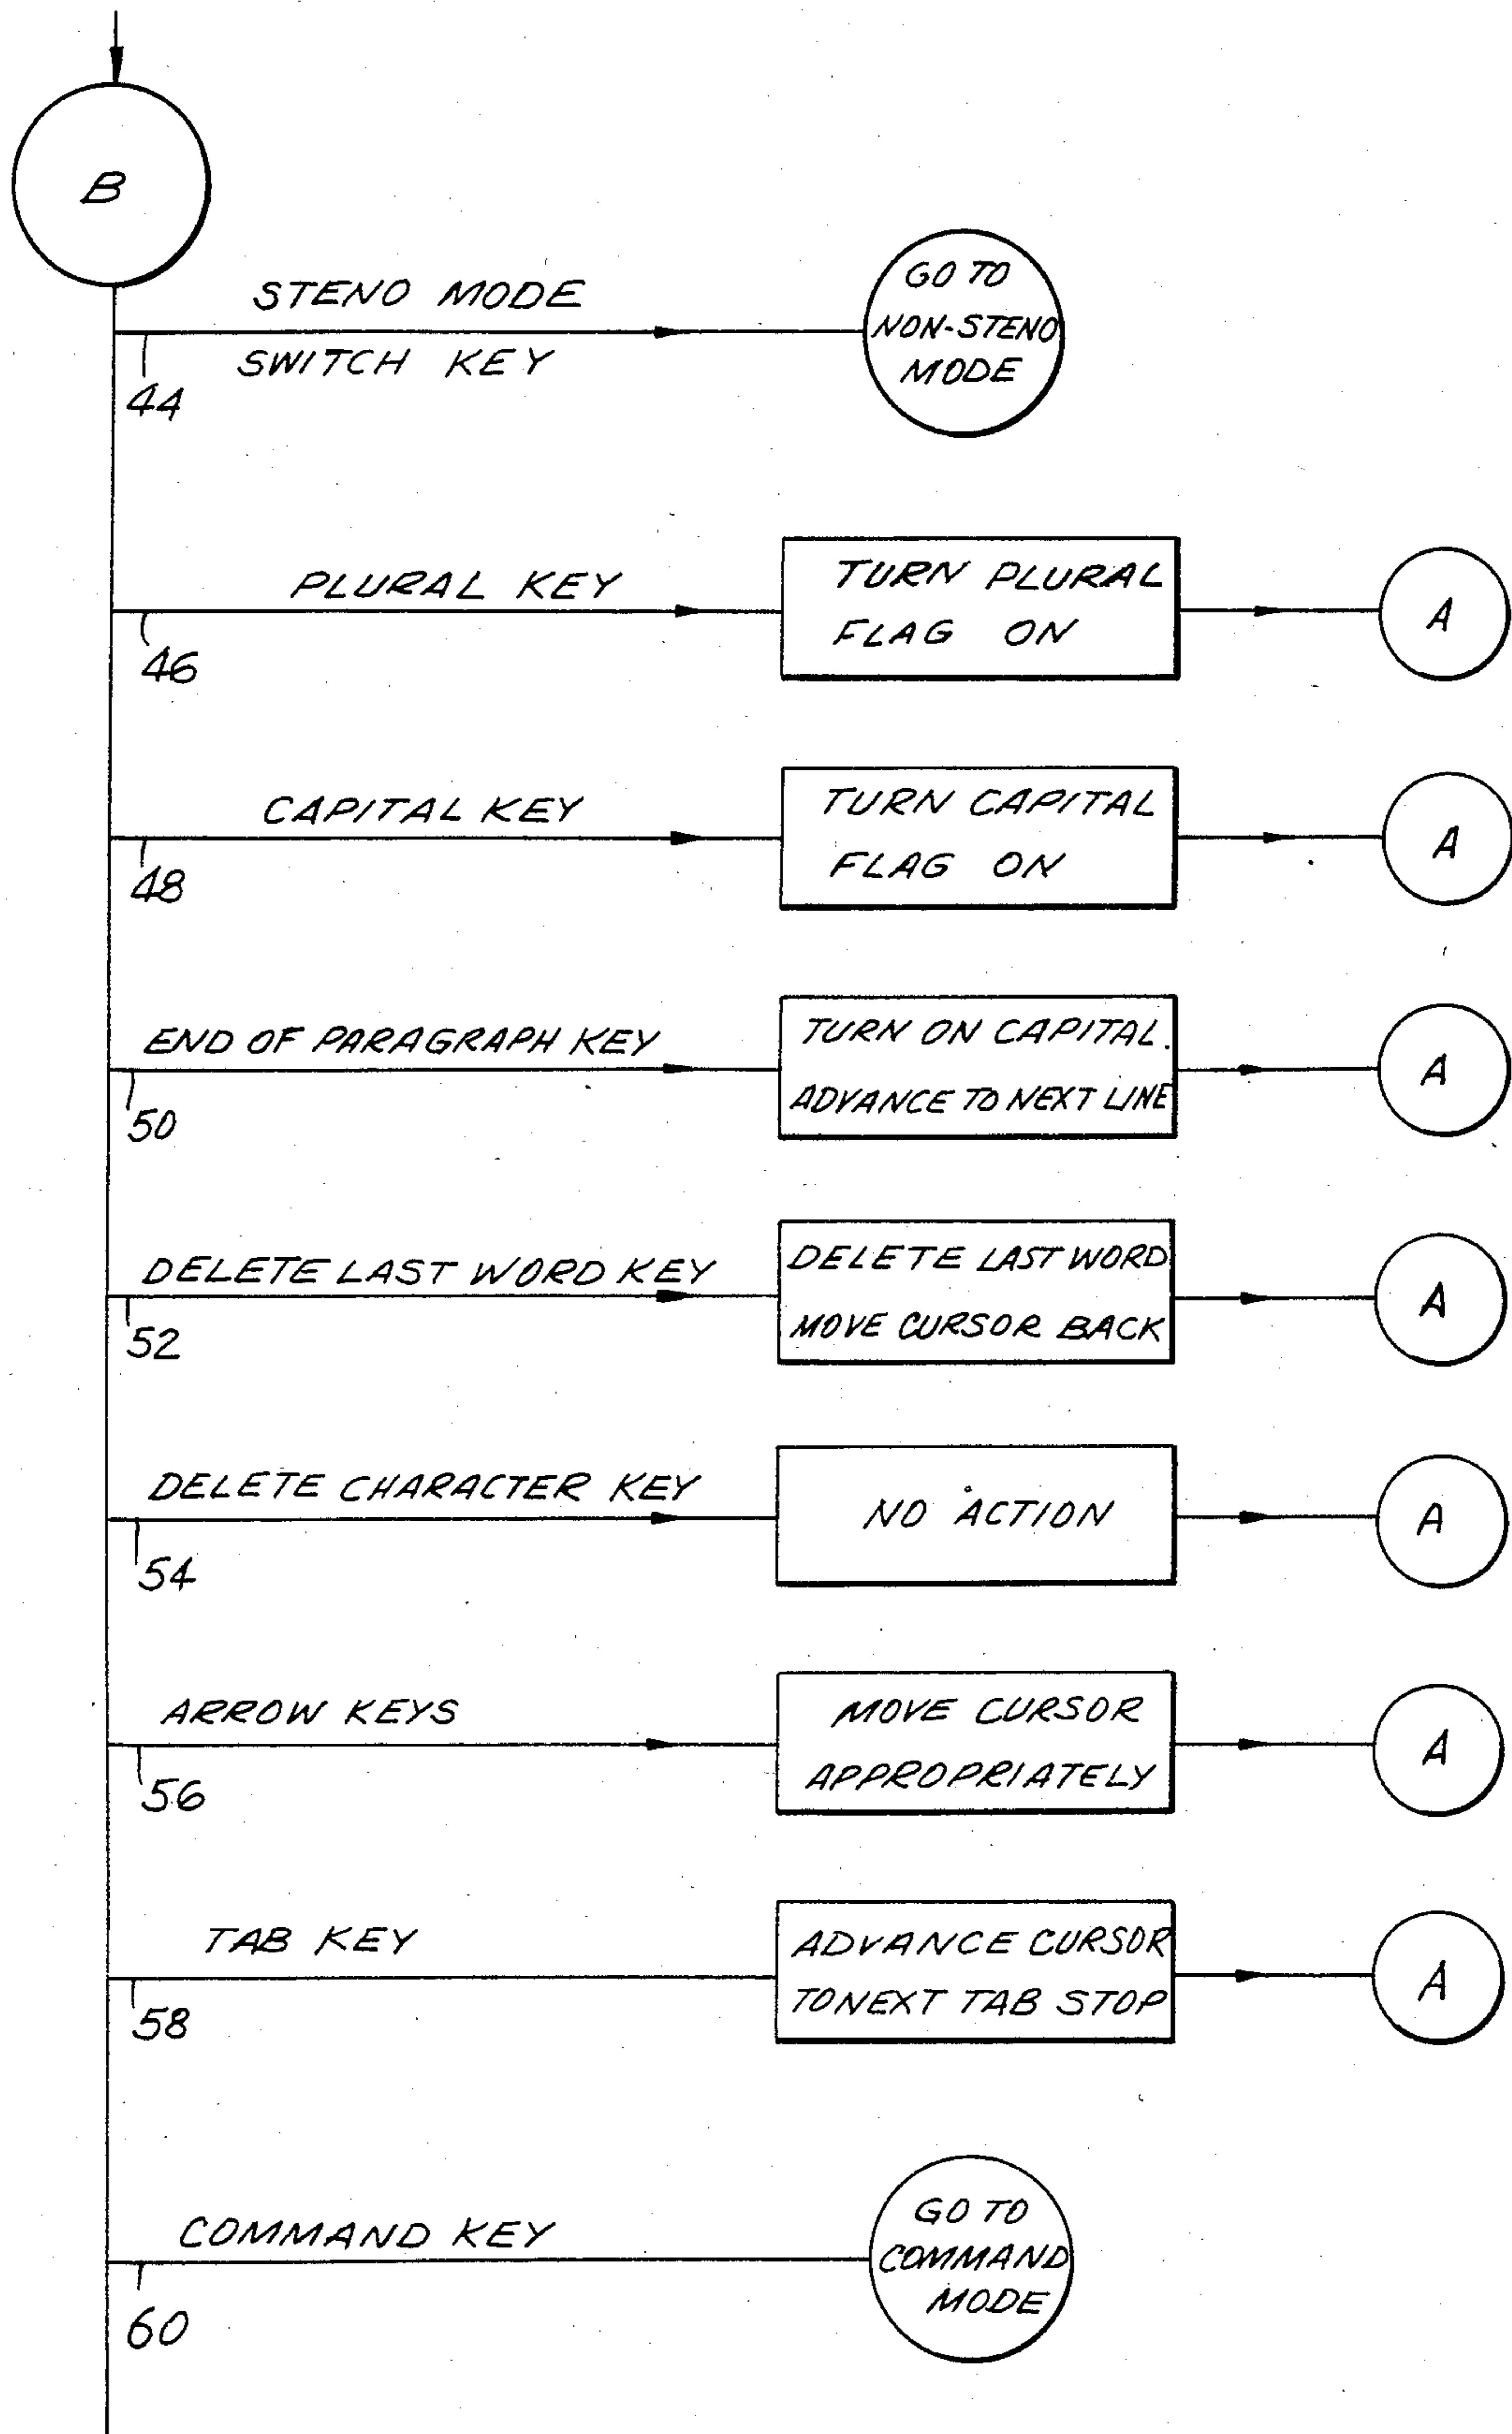 B
STENO MODE
SWITCH KEY
44
GO TO
NON-STENO
MODE
PLURAL KEY
46
TURN PLURAL
FLAG ON
A
CAPITAL KEY
48
TURN CAPITAL
FLAG ON
A
END OF PARAGRAPH KEY
50
TURN ON CAPITAL.
ADVANCE TO NEXT LINE
A
DELETE LAST WORD KEY
52
DELETE LAST WORD
MOVE CURSOR BACK
A
DELETE CHARACTER KEY
54
NO ACTION
A
ARROW KEYS
56
MOVE CURSOR
APPROPRIATELY
A
TAB KEY
58
ADVANCE CURSOR
TO NEXT TAB STOP
A
COMMAND KEY
60
GO TO
COMMAND
MODE